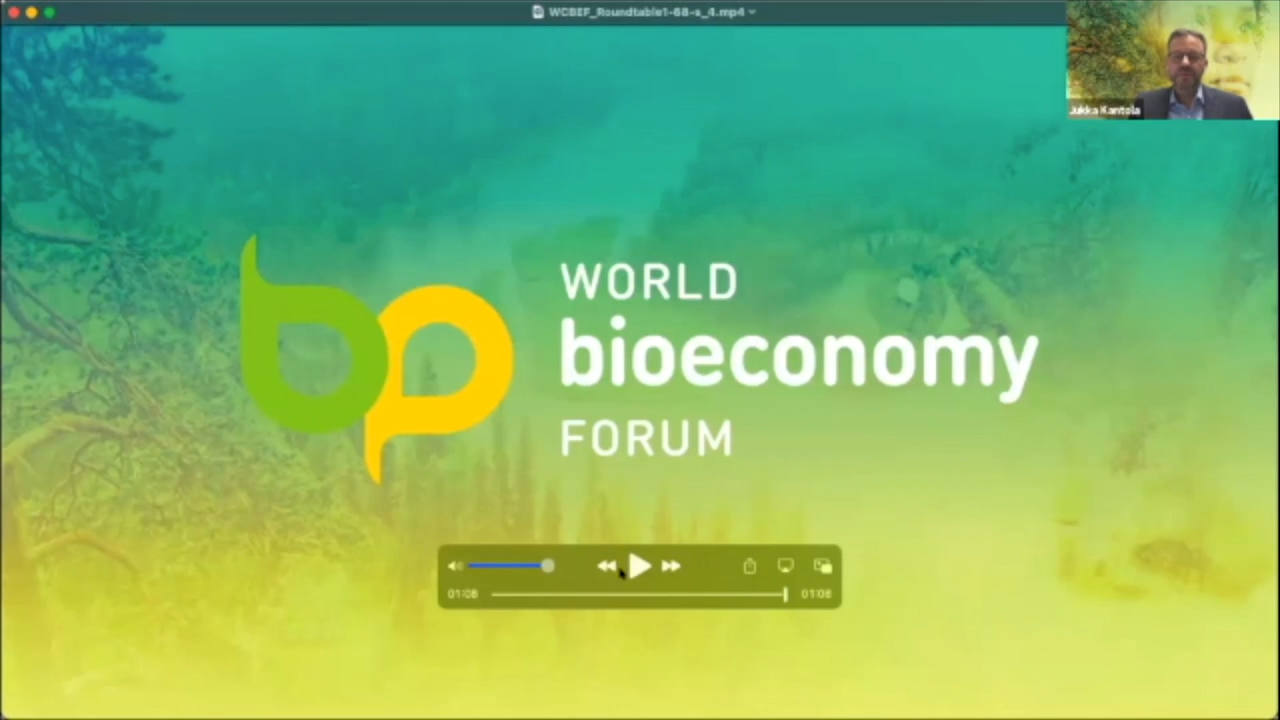 WCBEF_Roundtable1-68-s_4.mp4
Jukka Kantola
WORLD
bioeconomy
FORUM
01:08
01:08